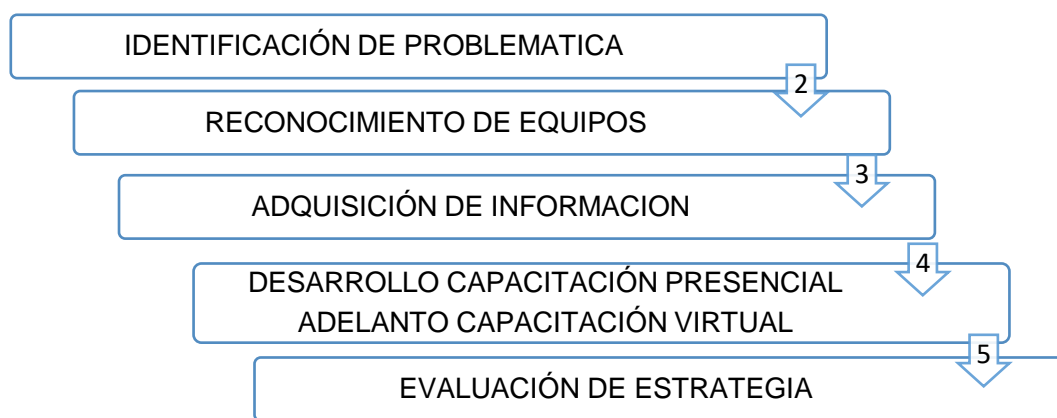 IDENTIFICACIÓN DE PROBLEMATICA
2
RECONOCIMIENTO DE EQUIPOS
3
ADQUISICIÓN DE INFORMACION
4
DESARROLLO CAPACITACIÓN PRESENCIAL
ADELANTO CAPACITACIÓN VIRTUAL
5
EVALUACIÓN DE ESTRATEGIA